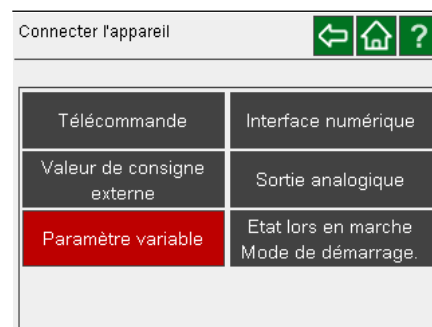 Connecter l'appareil
?
Télécommande
Interface numérique
Valeur de consigne
externe
Sortie analogique
Paramètre variable
Etat lors en marche
Mode de démarrage.